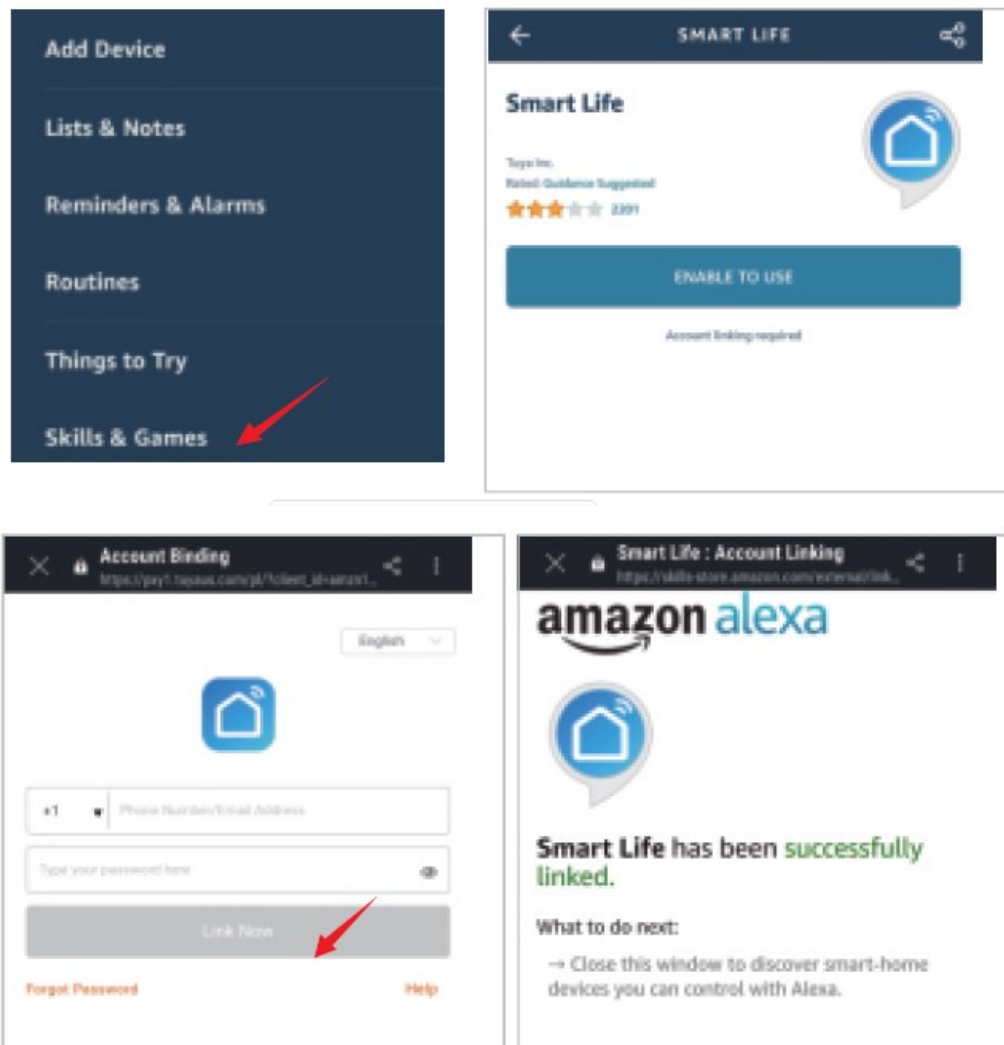 Add Device
Lists & Notes
Reminders & Alarms
Routines
Things to Try
Skills & Games
SMART LIFE
Smart Life
Tuya Inc.
Rated: Guidance Suggested
2201
ENABLE TO USE
Account linking required
Account Binding
English
+1
Phone Number/Email Address
Type your password here
Link Now
Forgot Password
Help
Smart Life : Account Linking
https://skills-store.amazon.com/external/link...
amazon alexa
Smart Life has been successfully
linked.
What to do next:
→ Close this window to discover smart-home
devices you can control with Alexa.